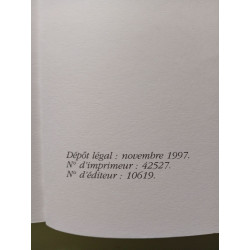 Dépôt légal : novembre 1997.
N° d'imprimeur : 42527.
N° d'éditeur : 10619.